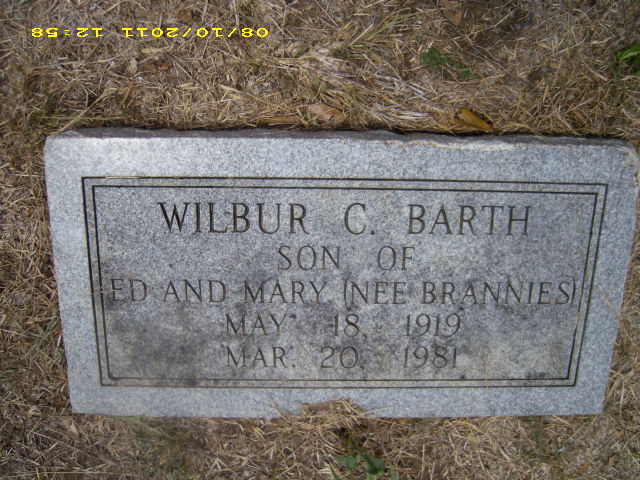 08/10/2011 12:58
WILBUR C. BARTH
SON OF
ED AND MARY (NEE BRANNIES)
MAY 18, 1919
MAR. 20, 1981